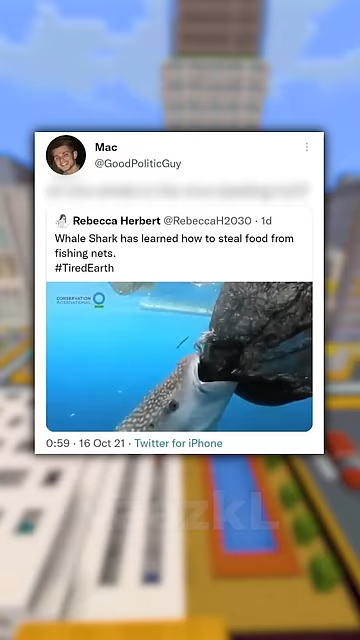 Mac
@GoodPoliticGuy
Rebecca Herbert @RebeccaH2030 · 1d
Whale Shark has learned how to steal food from
fishing nets.
#TiredEarth
CONSERVATION
INTERNATIONAL
0:59 · 16 Oct 21 · Twitter for iPhone